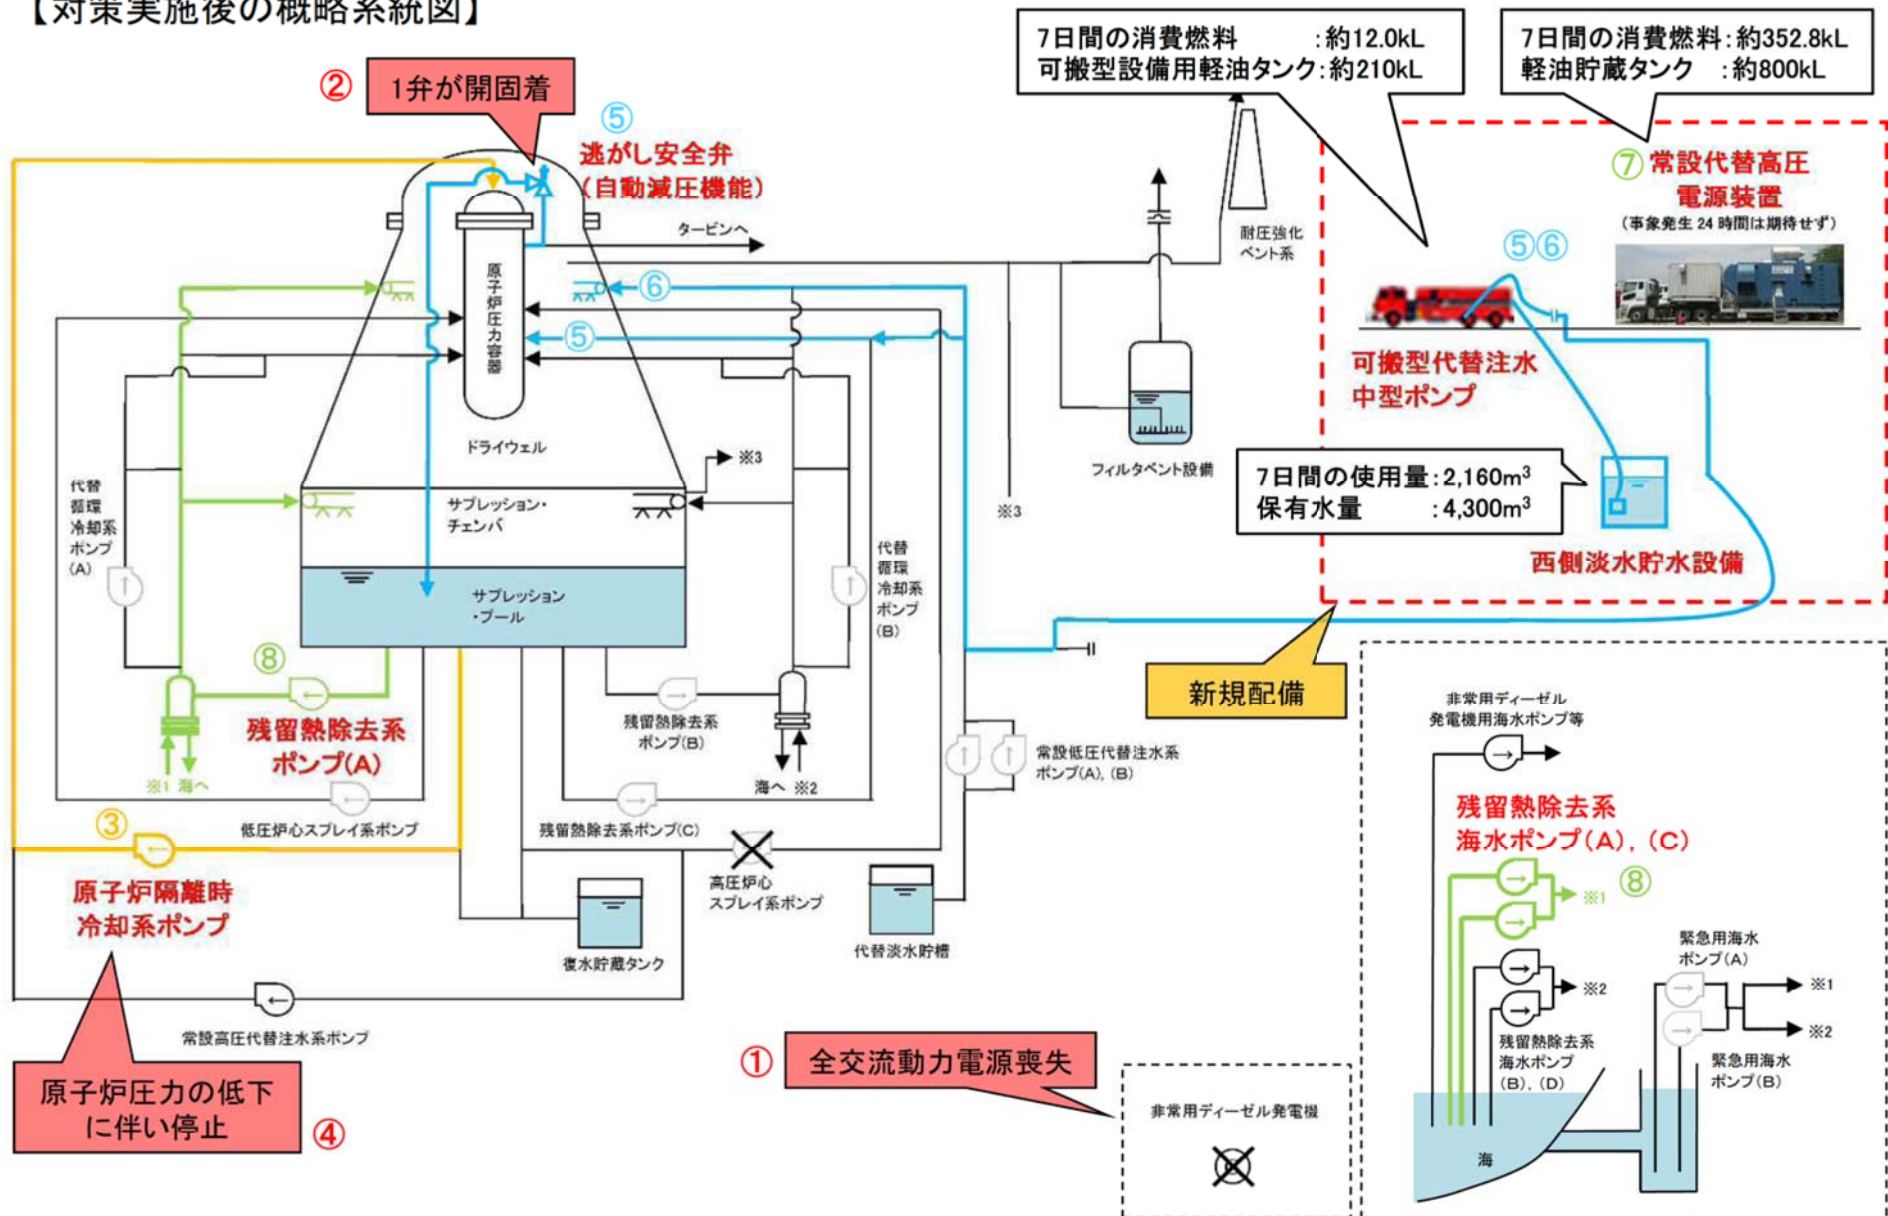 【対策実施後の概略系統図】
7日間の消費燃料　　　：約12.0kL
可搬型設備用軽油タンク：約210kL
7日間の消費燃料：約352.8kL
軽油貯蔵タンク　：約800kL
②
1弁が開固着
⑤
逃がし安全弁
（自動減圧機能）
⑦ 常設代替高圧
電源装置
（事象発生 24 時間は期待せず）
タービンへ
耐圧強化
ベント系
⑤⑥
原子炉圧力容器
⑥
⑤
可搬型代替注水
中型ポンプ
ドライウェル
※3
フィルタベント設備
7日間の使用量：2,160m³
保有水量　　　：4,300m³
代替
循環
冷却系
ポンプ
(A)
サプレッション・
チェンバ
※3
代替
循環
冷却系
ポンプ
(B)
西側淡水貯水設備
サプレッション
・プール
⑧
新規配備
残留熱除去系
ポンプ(A)
残留熱除去系
ポンプ(B)
非常用ディーゼル
発電機用海水ポンプ等
常設低圧代替注水系
ポンプ(A), (B)
※1 海へ
海へ ※2
③
低圧炉心スプレイ系ポンプ
残留熱除去系ポンプ(C)
残留熱除去系
海水ポンプ(A), (C)
原子炉隔離時
冷却系ポンプ
高圧炉心
スプレイ系ポンプ
※1 ⑧
復水貯蔵タンク
代替淡水貯槽
緊急用海水
ポンプ(A)
※2
※1
常設高圧代替注水系ポンプ
残留熱除去系
海水ポンプ
(B), (D)
※2
緊急用海水
ポンプ(B)
原子炉圧力の低下
に伴い停止
④
①
全交流動力電源喪失
非常用ディーゼル発電機
海